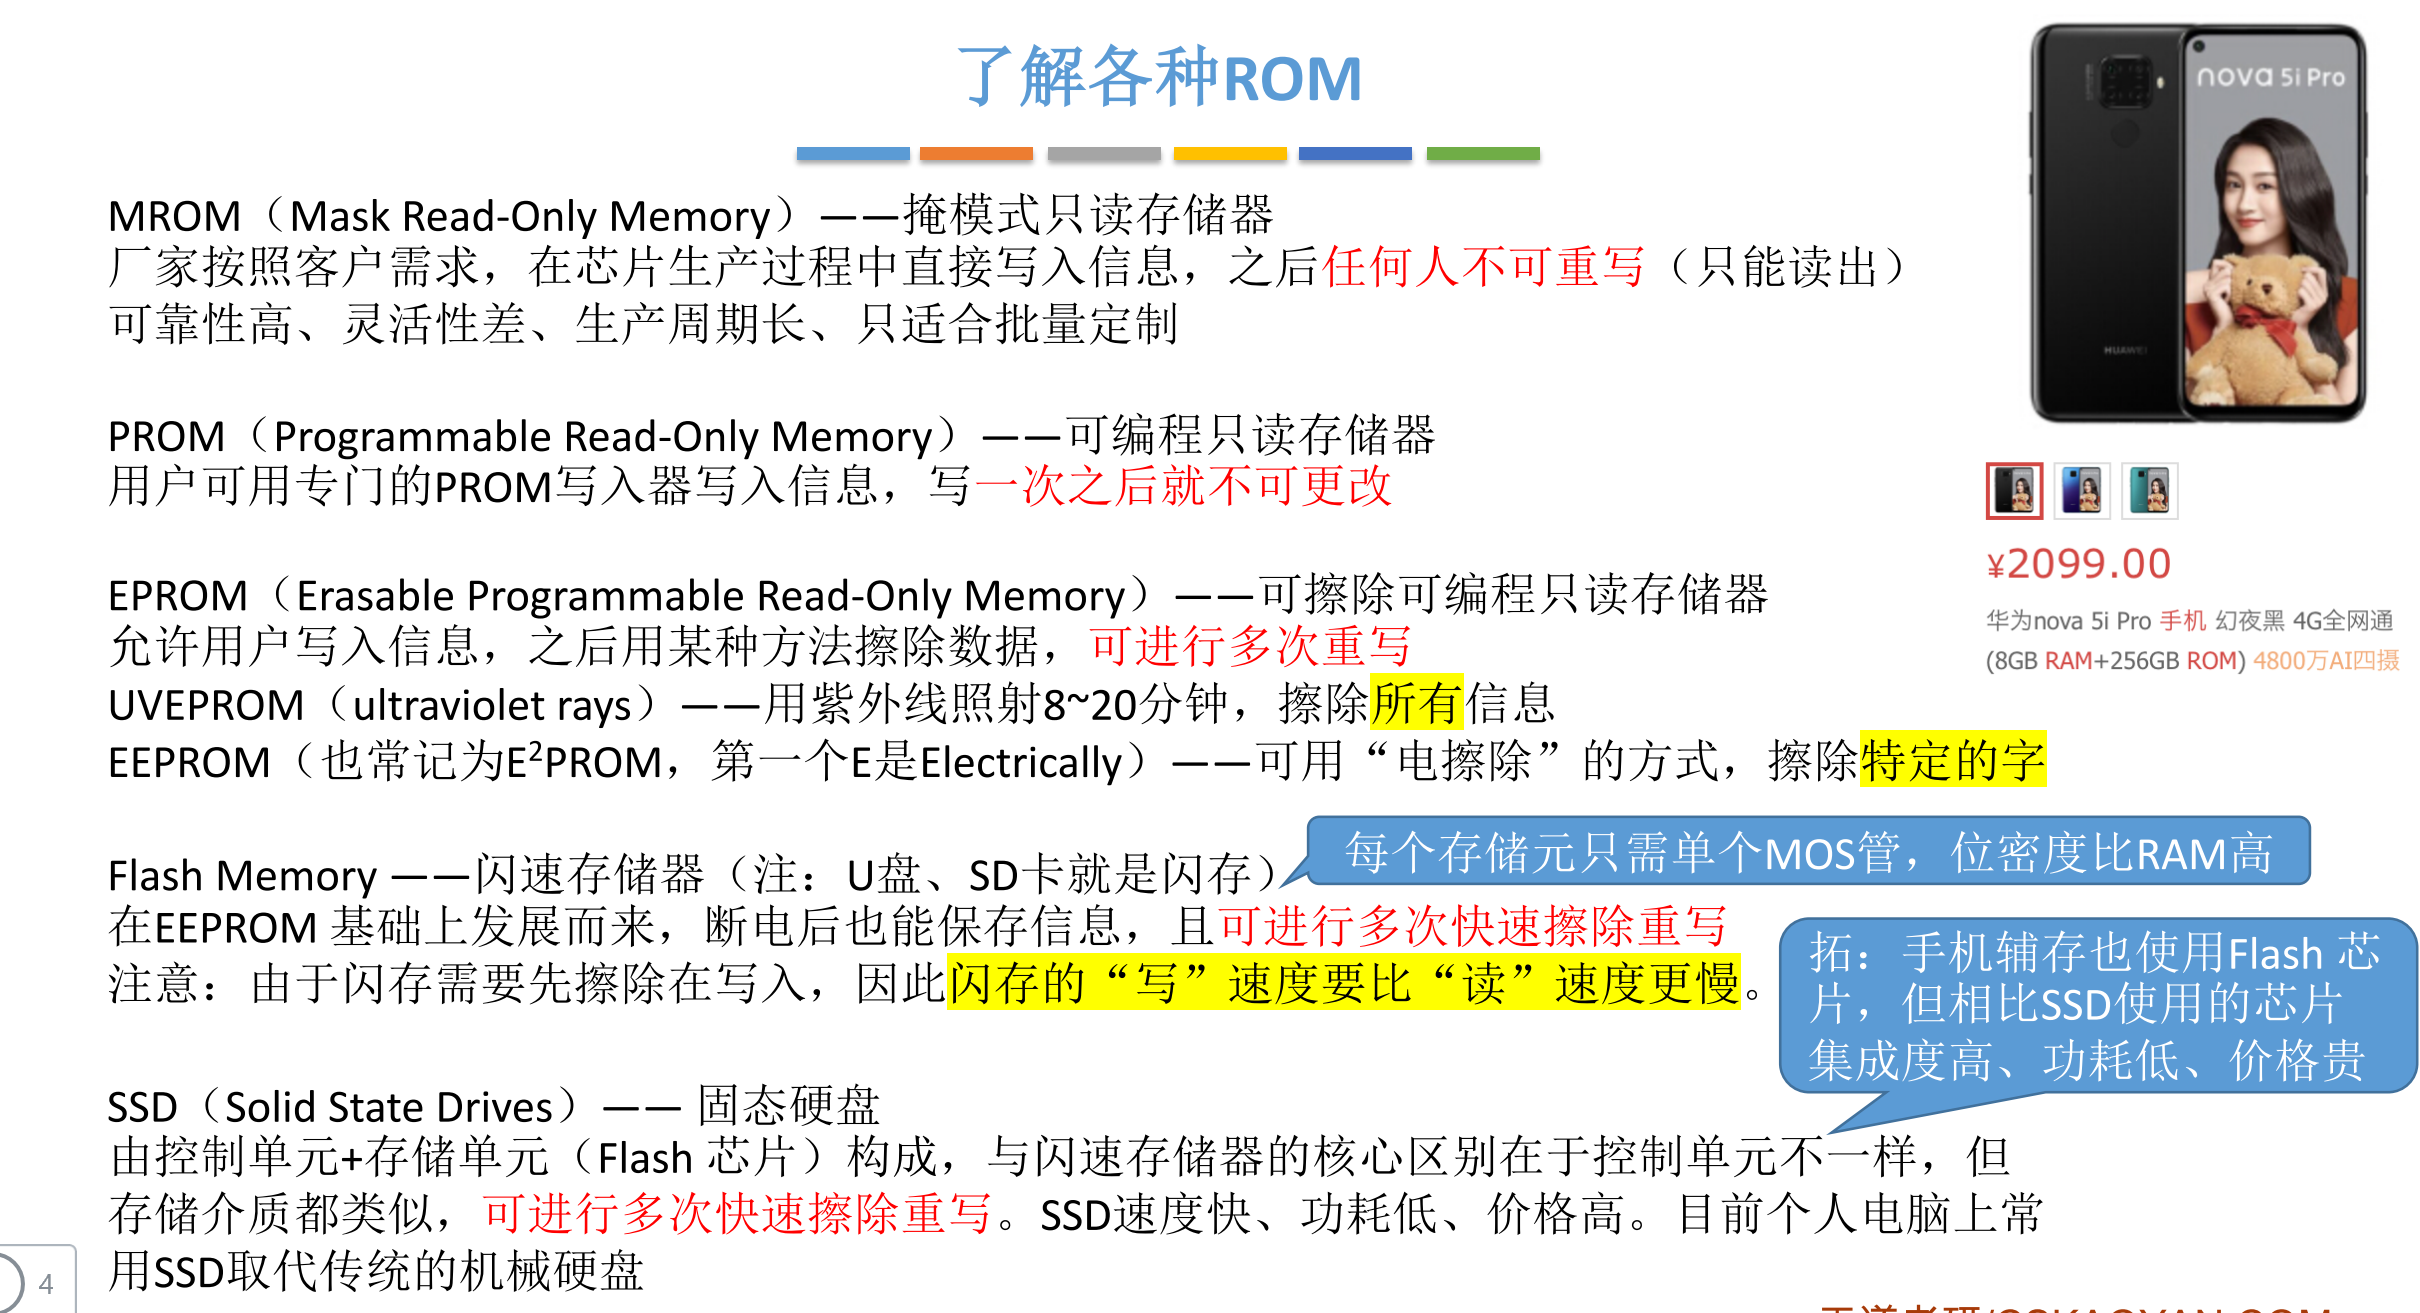 了解各种ROM
MROM（Mask Read-Only Memory）——掩模式只读存储器
厂家按照客户需求，在芯片生产过程中直接写入信息，之后任何人不可重写（只能读出）
可靠性高、灵活性差、生产周期长、只适合批量定制
PROM（Programmable Read-Only Memory）——可编程只读存储器
用户可用专门的PROM写入器写入信息，写一次之后就不可更改
EPROM（Erasable Programmable Read-Only Memory）——可擦除可编程只读存储器
允许用户写入信息，之后用某种方法擦除数据，可进行多次重写
UVEPROM（ultraviolet rays）——用紫外线照射8~20分钟，擦除所有信息
EEPROM（也常记为E²PROM，第一个E是Electrically）——可用“电擦除”的方式，擦除特定的字
Flash Memory ——闪速存储器（注：U盘、SD卡就是闪存）
在EEPROM 基础上发展而来，断电后也能保存信息，且可进行多次快速擦除重写
注意：由于闪存需要先擦除在写入，因此闪存的“写”速度要比“读”速度更慢。
SSD（Solid State Drives）—— 固态硬盘
由控制单元+存储单元（Flash 芯片）构成，与闪速存储器的核心区别在于控制单元不一样，但
存储介质都类似，可进行多次快速擦除重写。SSD速度快、功耗低、价格高。目前个人电脑上常
用SSD取代传统的机械硬盘
每个存储元只需单个MOS管，位密度比RAM高
拓：手机辅存也使用Flash 芯
片，但相比SSD使用的芯片
集成度高、功耗低、价格贵
nova 5i Pro
HUAWEI
¥2099.00
华为nova 5i Pro 手机 幻夜黑 4G全网通
(8GB RAM+256GB ROM) 4800万AI四摄
4